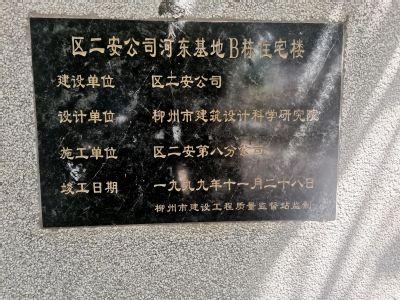 区二安公司河东基地B栋住宅楼
建设单位 区二安公司
设计单位 柳州市建筑设计科学研究院
施工单位 区二安第八分公司
竣工日期 一九九九年十一月二十八日
柳州市建设工程质量监督站监制